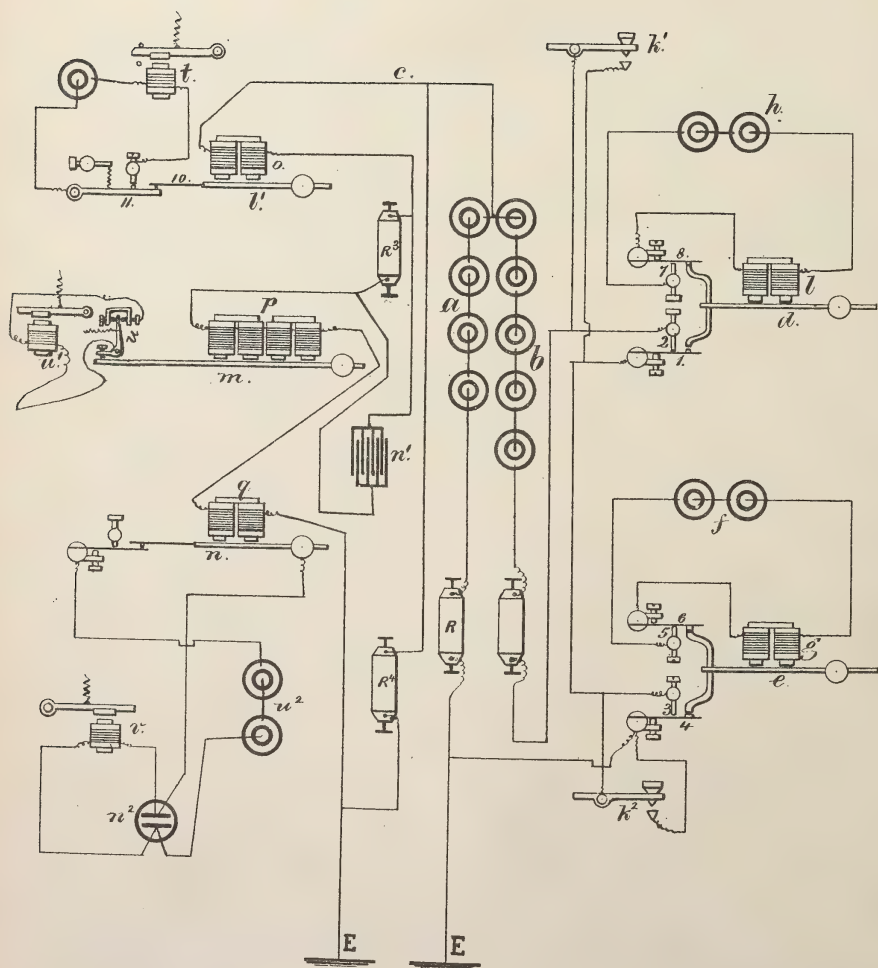 k'.
t.
c.
h.
o.
10.
11.
l'.
R³
8.
7
l
d.
2
1.
a
b
p
u'.
u
m.
n'.
q
f
n.
6
5
g
e.
3
4
R
R⁴
u²
v.
n²
k²
E
E